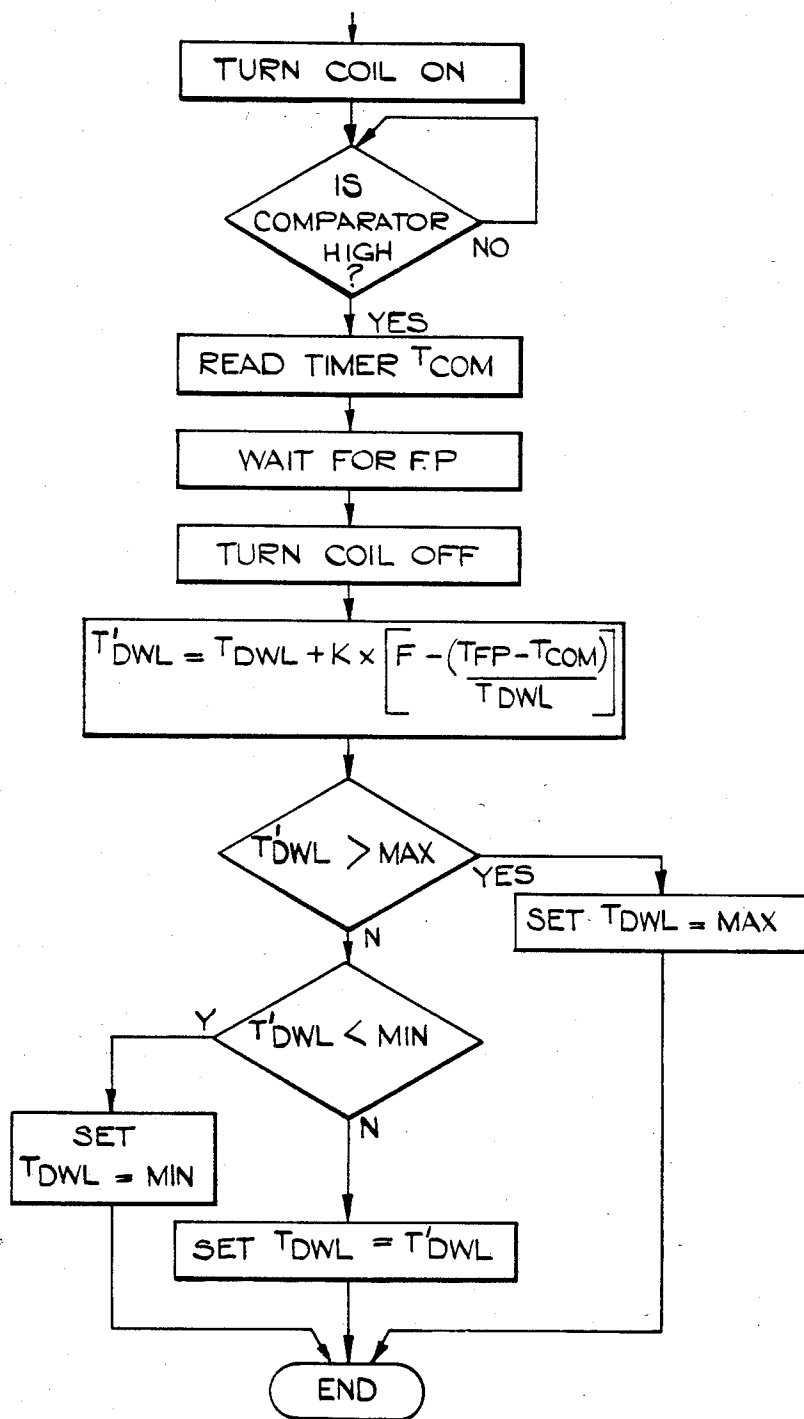 TURN COIL ON
IS
COMPARATOR
HIGH
?
NO
YES
READ TIMER TCOM
WAIT FOR F.P
TURN COIL OFF
T'DWL = TDWL + K x [F - (TFP - TCOM) / TDWL]
T'DWL > MAX
YES
SET TDWL = MAX
N
T'DWL < MIN
Y
N
SET
TDWL = MIN
SET TDWL = T'DWL
END